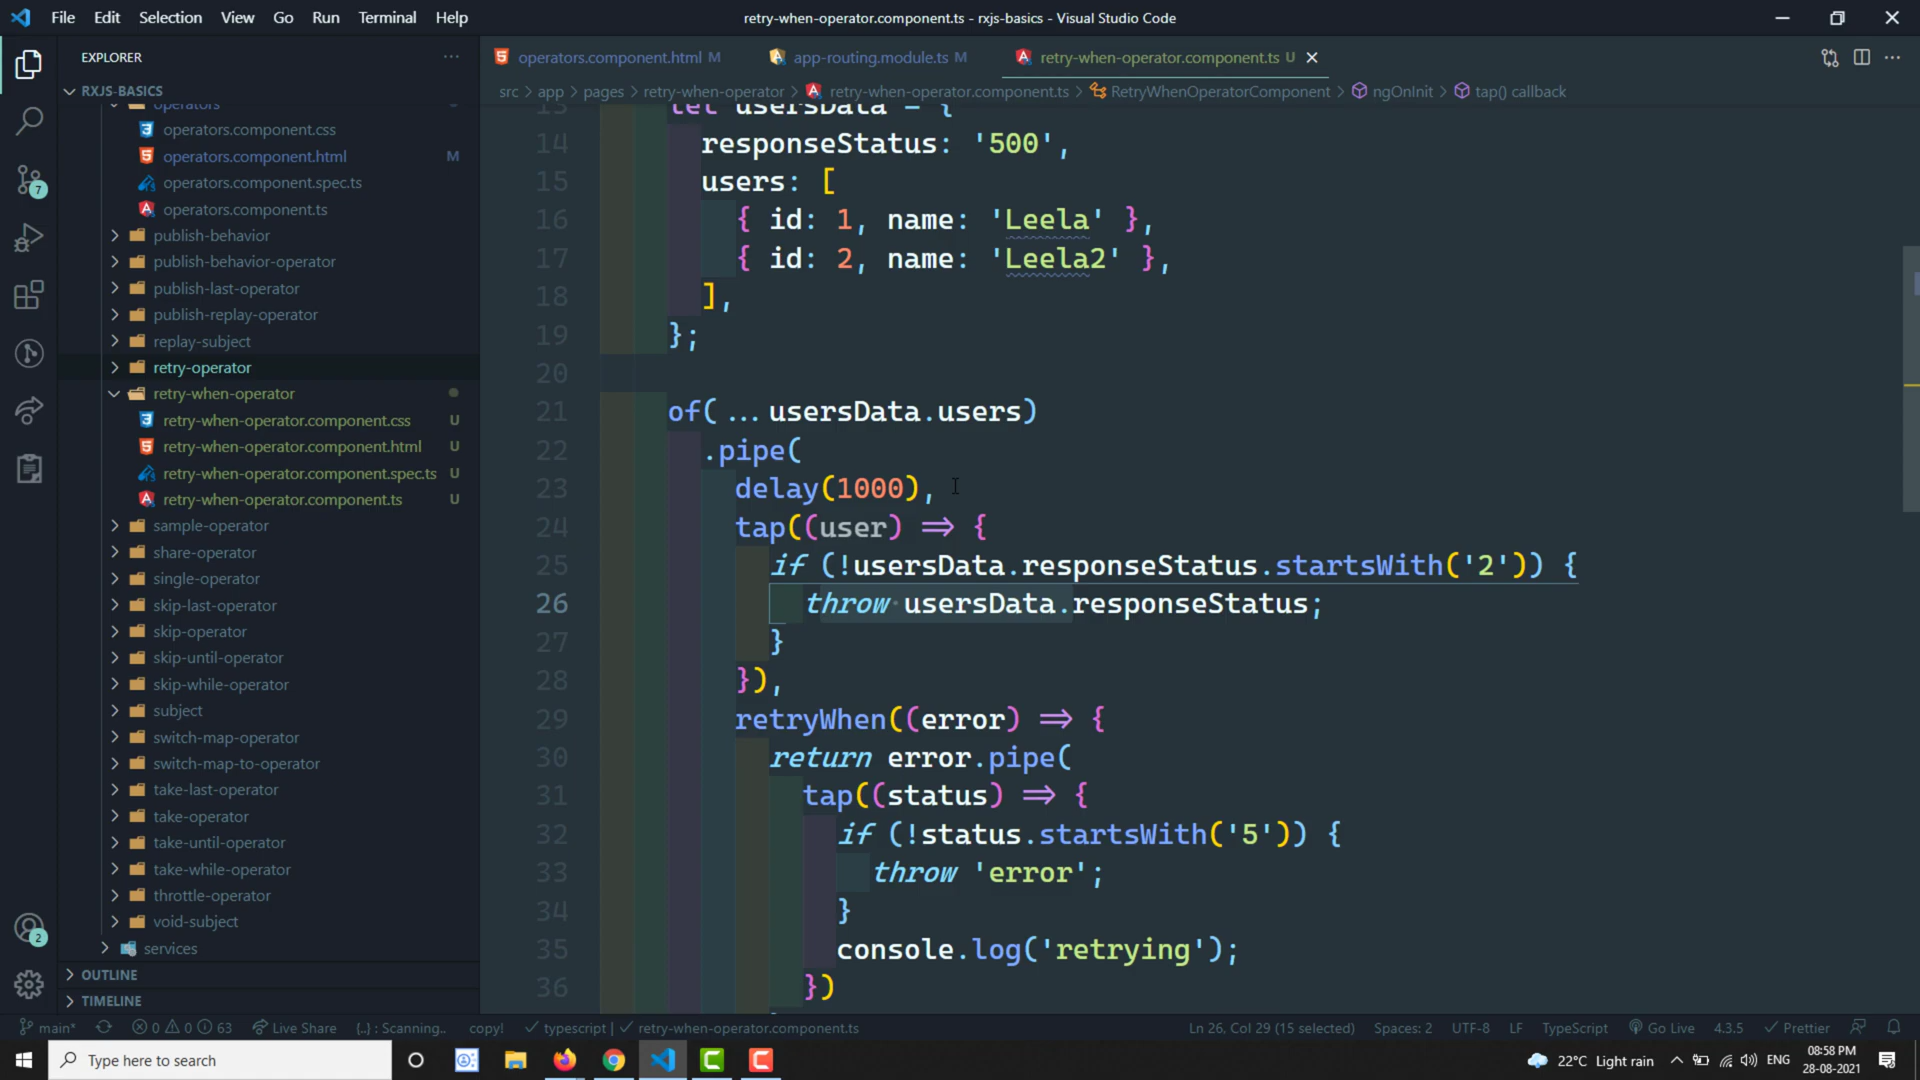 File Edit Selection View Go Run Terminal Help
retry-when-operator.component.ts - rxjs-basics - Visual Studio Code
EXPLORER
RXJS-BASICS
operators
operators.component.css
operators.component.html M
operators.component.spec.ts
operators.component.ts
publish-behavior
publish-behavior-operator
publish-last-operator
publish-replay-operator
replay-subject
retry-operator
retry-when-operator
retry-when-operator.component.css U
retry-when-operator.component.html U
retry-when-operator.component.spec.ts U
retry-when-operator.component.ts U
sample-operator
share-operator
single-operator
skip-last-operator
skip-operator
skip-until-operator
skip-while-operator
subject
switch-map-operator
switch-map-to-operator
take-last-operator
take-operator
take-until-operator
take-while-operator
throttle-operator
void-subject
services
OUTLINE
TIMELINE
7
2
operators.component.html M
app-routing.module.ts M
retry-when-operator.component.ts U
src > app > pages > retry-when-operator > retry-when-operator.component.ts > RetryWhenOperatorComponent > ngOnInit > tap() callback
13 let usersData = {
14 responseStatus: '500',
15 users: [
16 { id: 1, name: 'Leela' },
17 { id: 2, name: 'Leela2' },
18 ],
19 };
20
21 of(...usersData.users)
22 .pipe(
23 delay(1000),
24 tap((user) => {
25 if (!usersData.responseStatus.startsWith('2')) {
26 throw usersData.responseStatus;
27 }
28 }),
29 retryWhen((error) => {
30 return error.pipe(
31 tap((status) => {
32 if (!status.startsWith('5')) {
33 throw 'error';
34 }
35 console.log('retrying');
36 })
main* 0 0 63 Live Share {..} : Scanning.. copy! typescript | retry-when-operator.component.ts
Ln 26, Col 29 (15 selected) Spaces: 2 UTF-8 LF TypeScript Go Live 4.3.5 Prettier
Type here to search
22°C Light rain ENG
08:58 PM
28-08-2021